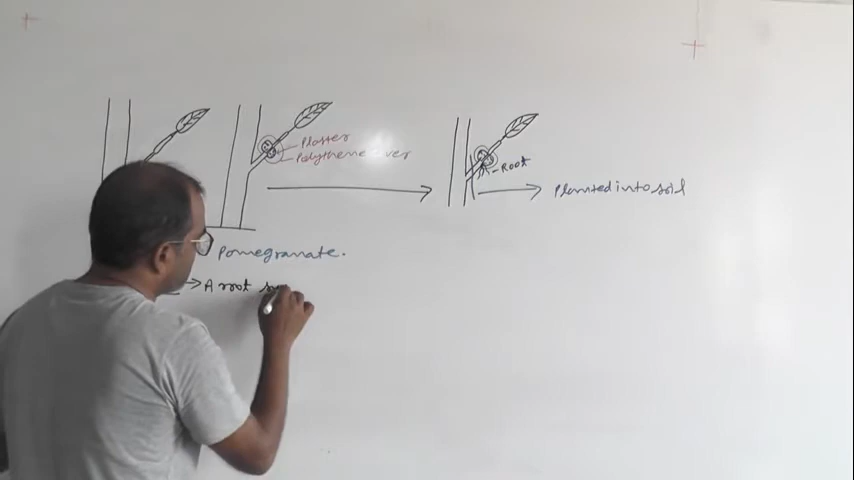 Plaster
Polythene cover
Root
Planted into soil
Pomegranate.
A root